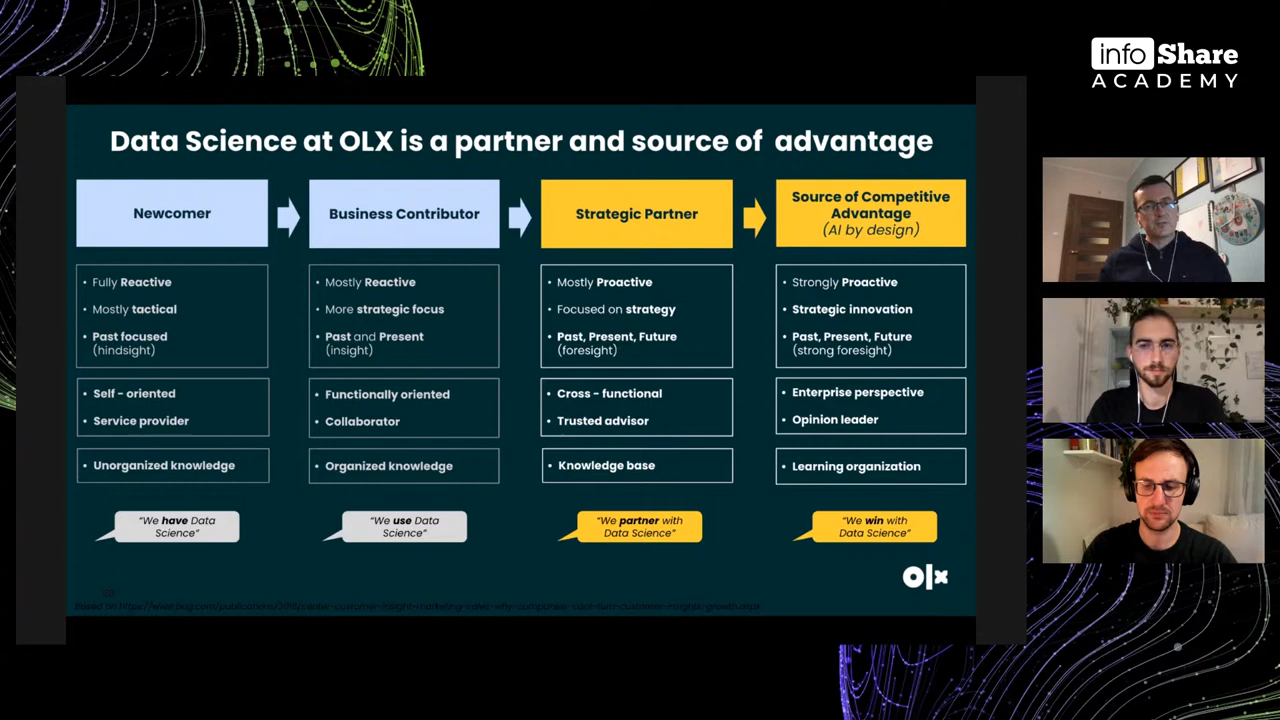 info Share
ACADEMY
Data Science at OLX is a partner and source of advantage
Newcomer
Business Contributor
Strategic Partner
Source of Competitive
Advantage
(AI by design)
• Fully Reactive
• Mostly tactical
• Past focused
(hindsight)
• Mostly Reactive
• More strategic focus
• Past and Present
(insight)
• Mostly Proactive
• Focused on strategy
• Past, Present, Future
(foresight)
• Strongly Proactive
• Strategic innovation
• Past, Present, Future
(strong foresight)
• Self - oriented
• Service provider
• Functionally oriented
• Collaborator
• Cross - functional
• Trusted advisor
• Enterprise perspective
• Opinion leader
• Unorganized knowledge
• Organized knowledge
• Knowledge base
• Learning organization
“We have Data
Science”
“We use Data
Science”
“We partner with
Data Science”
“We win with
Data Science”
olx
Based on